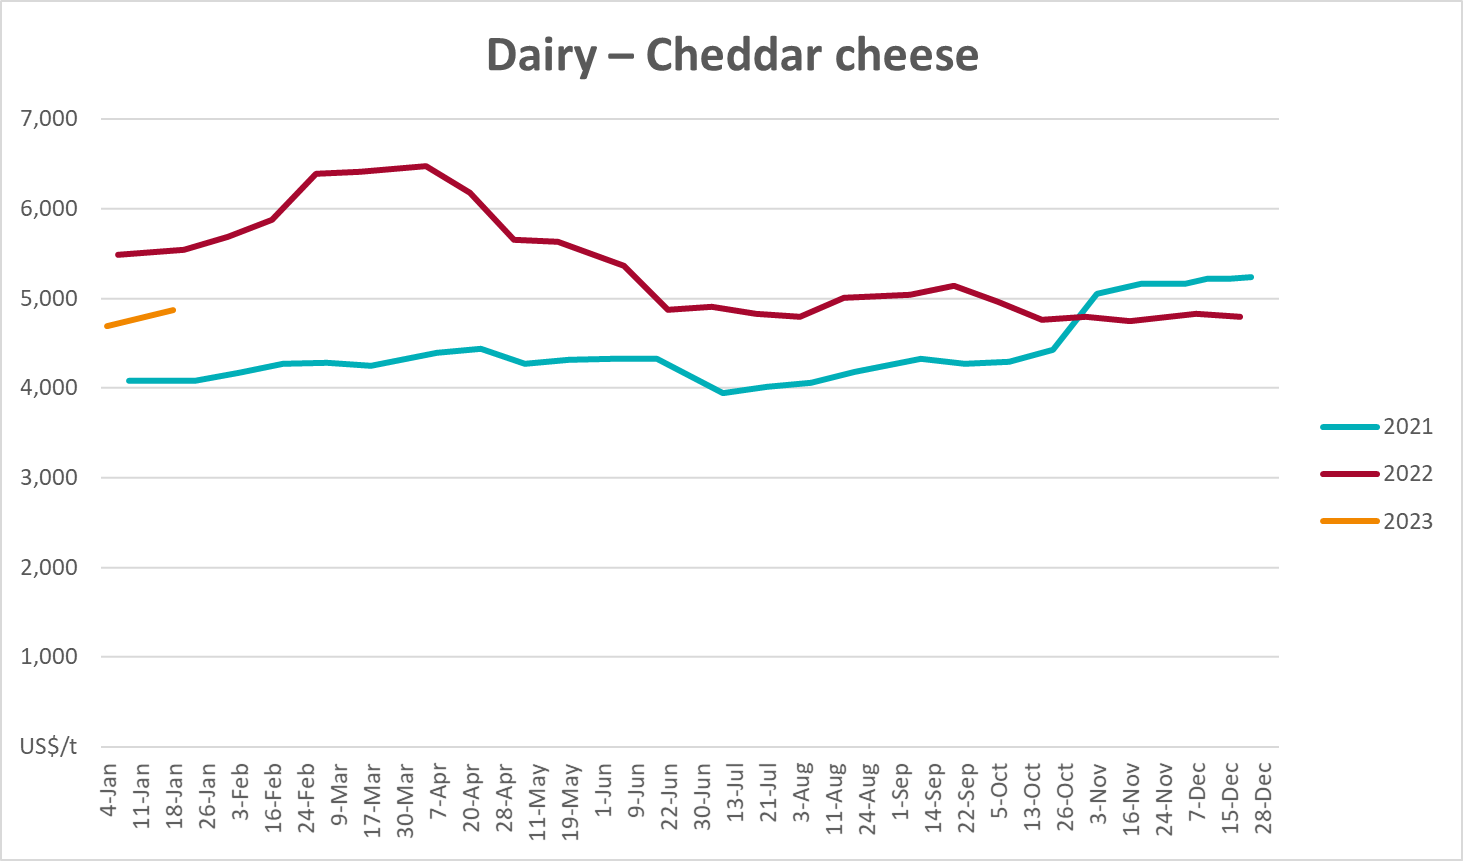 Dairy – Cheddar cheese
7,000
6,000
5,000
4,000
3,000
2,000
1,000
US$/t
4-Jan
11-Jan
18-Jan
26-Jan
3-Feb
16-Feb
24-Feb
9-Mar
17-Mar
30-Mar
7-Apr
20-Apr
28-Apr
11-May
19-May
1-Jun
9-Jun
22-Jun
30-Jun
13-Jul
21-Jul
3-Aug
11-Aug
24-Aug
1-Sep
14-Sep
22-Sep
5-Oct
13-Oct
26-Oct
3-Nov
16-Nov
24-Nov
7-Dec
15-Dec
28-Dec
2021
2022
2023